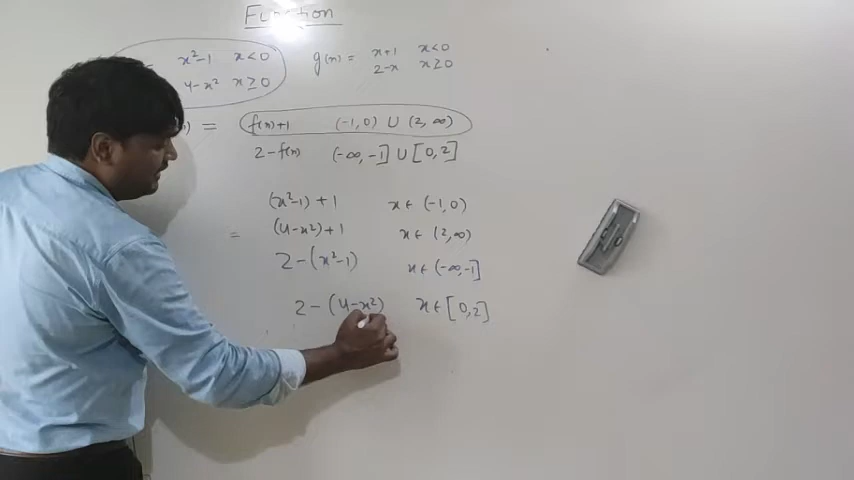 Function
x²-1 x<0
4-x² x≥0
g(x) = x+1 x<0
2-x x≥0
= f(x)+1 (-1,0) ∪ (2,∞)
2-f(x) (-∞,-1] ∪ [0,2]
(x²-1)+1 x∈(-1,0)
= (4-x²)+1 x∈(2,∞)
2-(x²-1) x∈(-∞,-1]
2-(4-x²) x∈[0,2]